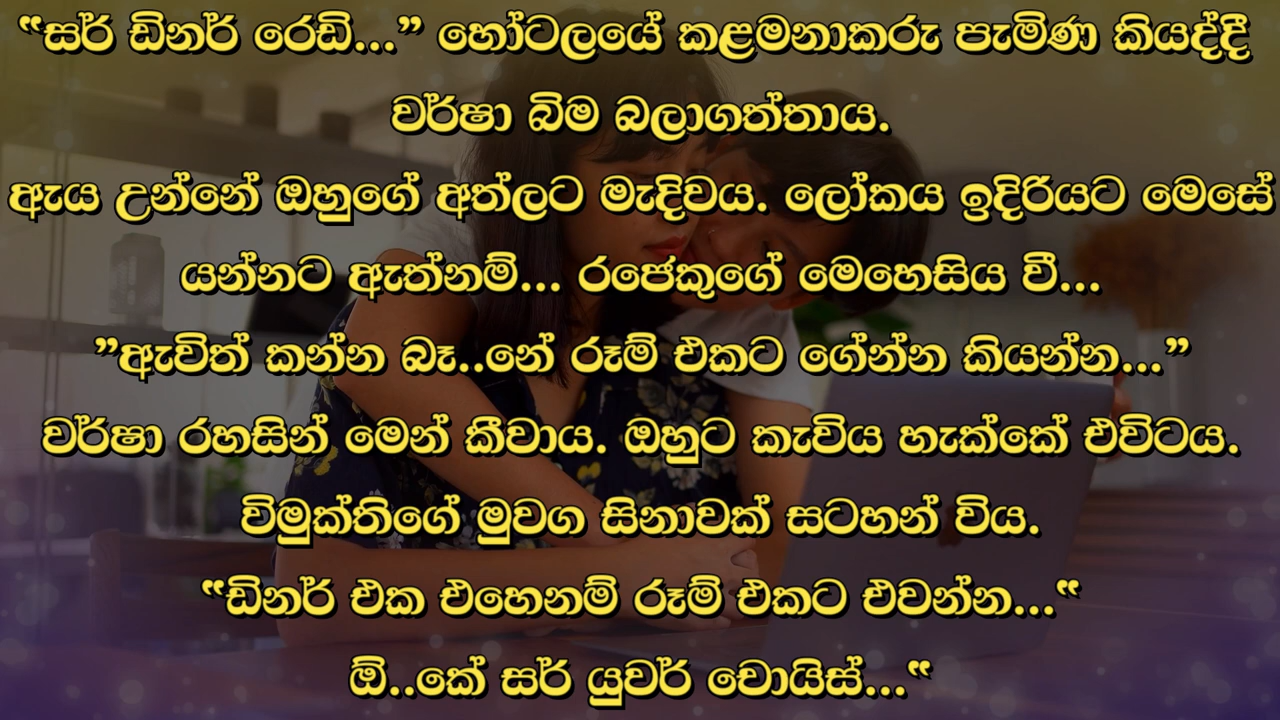 “සර් ඩිනර් රෙඩි...” හෝටලයේ කළමනාකරු පැමිණ කියද්දී
වර්ෂා බිම බලාගත්තාය.
ඇය උන්නේ ඔහුගේ අත්ලට මැදිවය. ලෝකය ඉදිරියට මෙසේ
යන්නට ඇත්නම්... රජේකුගේ මෙහෙසිය වී...
”ඇවිත් කන්න බෑ..නේ රූම් එකට ගේන්න කියන්න...”
වර්ෂා රහසින් මෙන් කීවාය. ඔහුට කැවිය හැක්කේ එවිටය.
විමුක්තිගේ මුවග සිනාවක් සටහන් විය.
“ඩිනර් එක එහෙනම් රූම් එකට එවන්න...“
ඕ..කේ සර් යුවර් චොයිස්...“